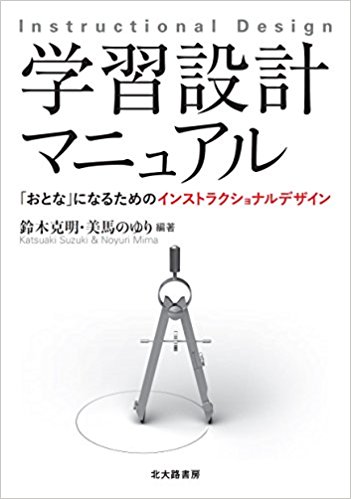 Instructional Design
学習設計
マニュアル
「おとな」になるためのインストラクショナルデザイン
鈴木克明・美馬のゆり 編著
Katsuaki Suzuki & Noyuri Mima
北大路書房